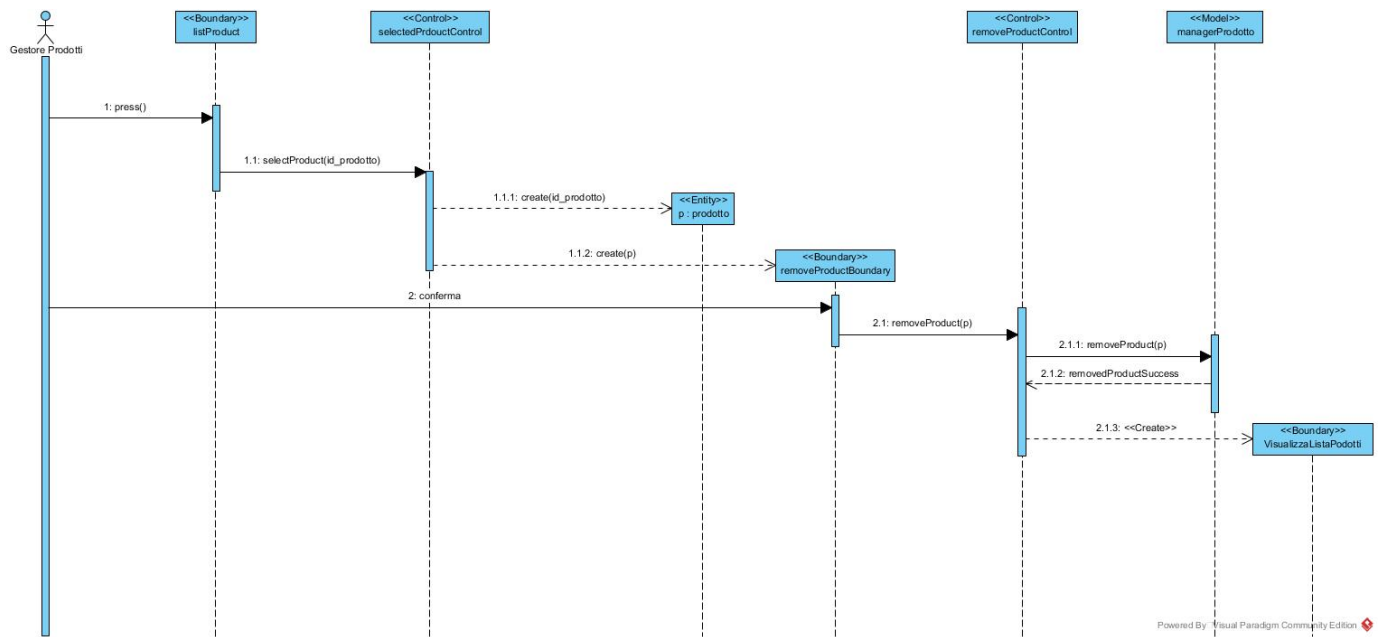 <<Boundary>>
listProduct
<<Control>>
selectedPrdouctControl
<<Control>>
removeProductControl
<<Model>>
managerProdotto
Gestore Prodotti
1: press()
1.1: selectProduct(id_prodotto)
1.1.1: create(id_prodotto)
<<Entity>>
p : prodotto
1.1.2: create(p)
<<Boundary>>
removeProductBoundary
2: conferma
2.1: removeProduct(p)
2.1.1: removeProduct(p)
2.1.2: removedProductSuccess
2.1.3: <<Create>>
<<Boundary>>
VisualizzaListaPodotti
Powered By Visual Paradigm Community Edition